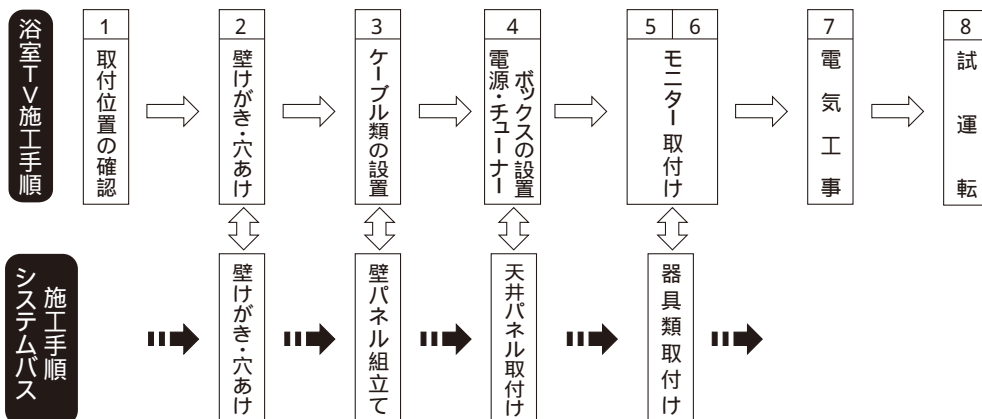 浴室TV施工手順
1
取付位置の確認
2
壁けがき・穴あけ
3
ケーブル類の設置
4
電源・チューナー
ボックスの設置
5 6
モニター取付け
7
電気工事
8
試運転
システムバス
施工手順
壁けがき・穴あけ
壁パネル組立て
天井パネル取付け
器具類取付け